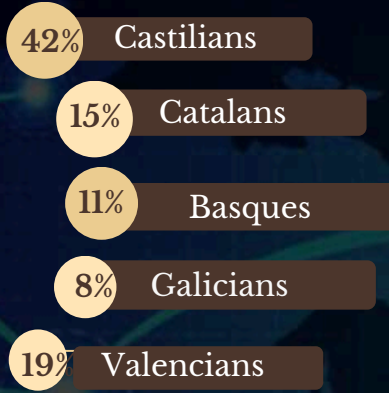 42% Castilians
15% Catalans
11% Basques
8% Galicians
19% Valencians